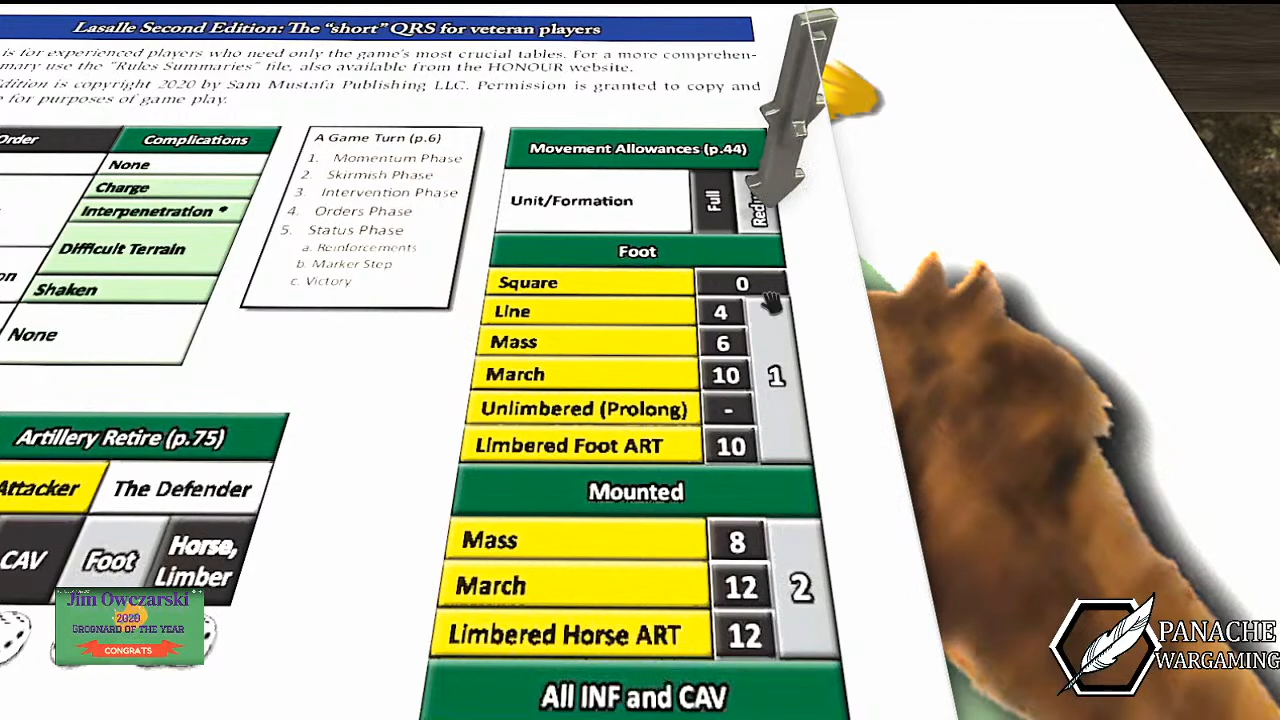 Lasalle Second Edition: The “short” QRS for veteran players
is for experienced players who need only the game's most crucial tables. For a more comprehen-
mary use the “Rules Summaries” file, also available from the HONOUR website.
dition is copyright 2020 by Sam Mustafa Publishing LLC. Permission is granted to copy and
for purposes of game play.
Order
Complications
None
Charge
Interpenetration *
Difficult Terrain
Shaken
None
A Game Turn (p.6)
1. Momentum Phase
2. Skirmish Phase
3. Intervention Phase
4. Orders Phase
5. Status Phase
a. Reinforcements
b. Marker Step
c. Victory
Movement Allowances (p.44)
Unit/Formation Full
Foot
Square 0
Line 4
Mass 6
March 10 1
Unlimbered (Prolong) -
Limbered Foot ART 10
Mounted
Mass 8
March 12 2
Limbered Horse ART 12
All INF and CAV
Artillery Retire (p.75)
Attacker The Defender
CAV Foot Horse,
Limber
Jim Owczarski
2020
GROGNARD OF THE YEAR
CONGRATS
PANACHE
WARGAMING